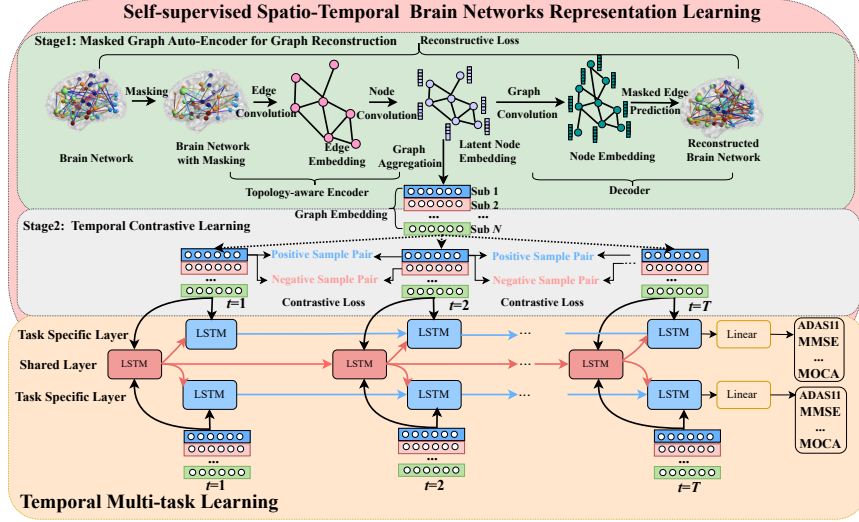 Self-supervised Spatio-Temporal Brain Networks Representation Learning
Stage1: Masked Graph Auto-Encoder for Graph Reconstruction
Reconstructive Loss
Masking
Edge
Convolution
Node
Convolution
Graph
Convolution
Masked Edge
Prediction
Brain Network
Brain Network
with Masking
Edge
Embedding
Graph
Aggregatioin
Latent Node
Embedding
Node Embedding
Reconstructed
Brain Network
Topology-aware Encoder
Decoder
Graph Embedding
Sub 1
Sub 2
... ...
Sub N
Stage2: Temporal Contrastive Learning
Positive Sample Pair
Positive Sample Pair
Negative Sample Pair
Negative Sample Pair
...
...
...
...
Contrastive Loss
Contrastive Loss
t=1
t=2
t=T
Task Specific Layer
LSTM
LSTM
...
LSTM
Linear
ADAS11
MMSE
...
MOCA
Shared Layer
LSTM
LSTM
...
LSTM
Task Specific Layer
LSTM
LSTM
...
LSTM
Linear
ADAS11
MMSE
...
MOCA
...
...
...
t=1
t=2
t=T
Temporal Multi-task Learning